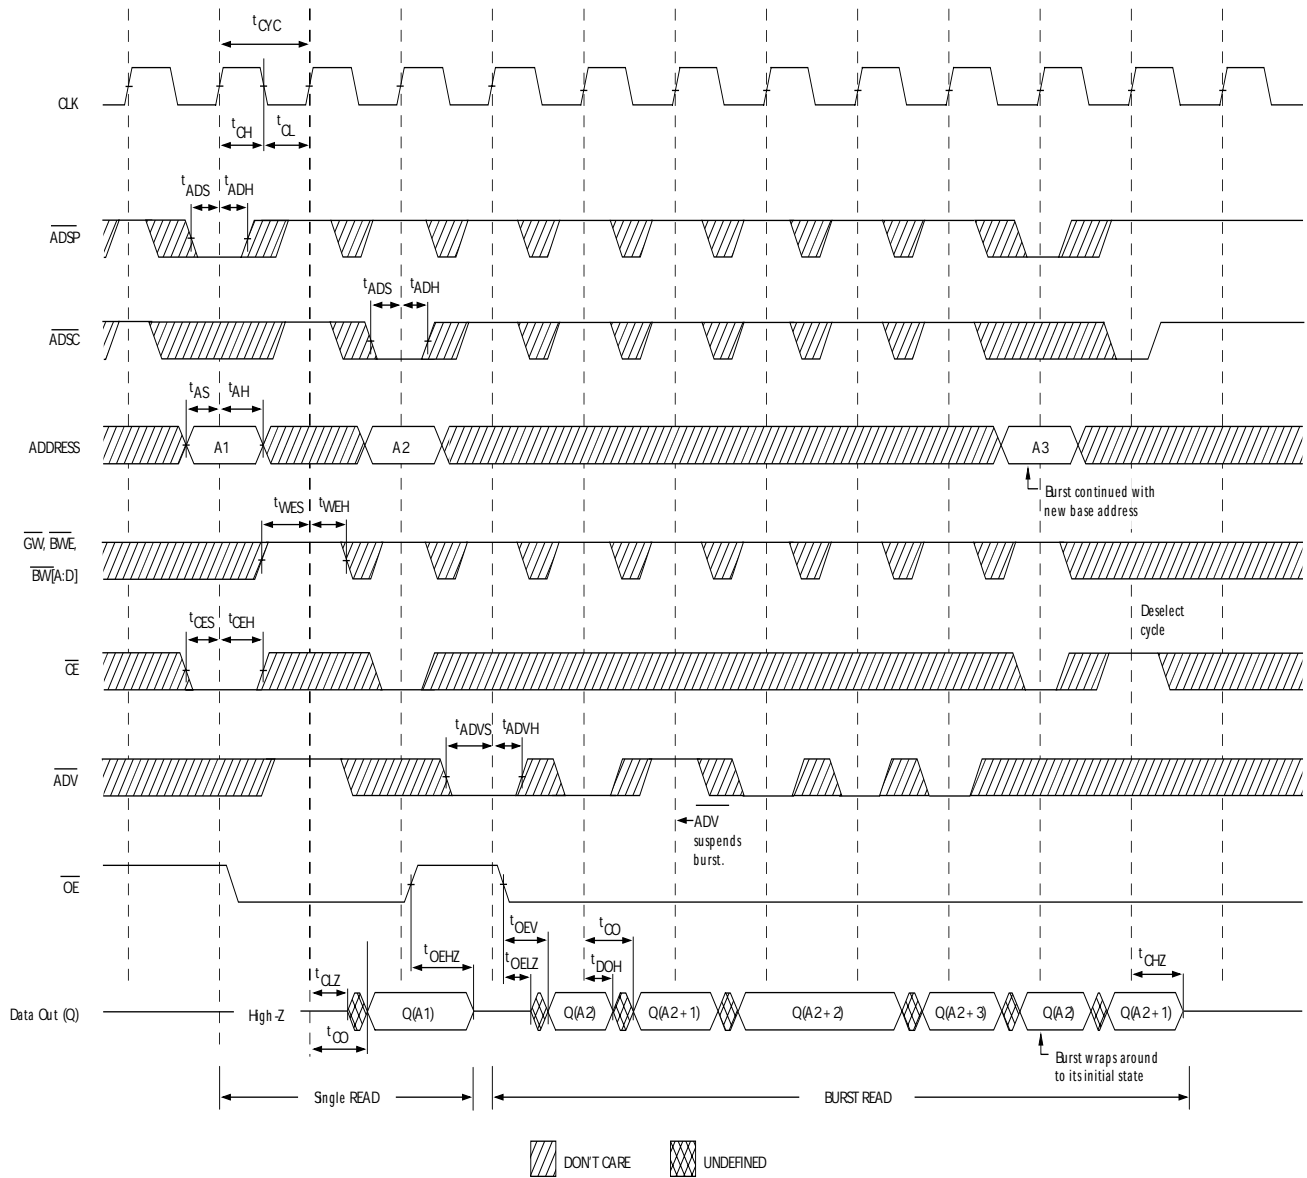 tCYC
CLK
tCH
tCL
tADS
tADH
ADSP
tADS
tADH
ADSC
tAS
tAH
ADDRESS
A1
A2
A3
Burst continued with
new base address
tWES
tWEH
GW, BWE,
BW[A:D]
tCES
tCEH
Deselect
cycle
CE
tADVS
tADVH
ADV
ADV
suspends
burst.
OE
tOEV
tCO
tOEHZ
tOELZ
tDOH
tCHZ
tCLZ
Data Out (Q)
High-Z
Q(A1)
Q(A2)
Q(A2 + 1)
Q(A2 + 2)
Q(A2 + 3)
Q(A2)
Q(A2 + 1)
tCO
Burst wraps around
to its initial state
Single READ
BURST READ
DON'T CARE
UNDEFINED